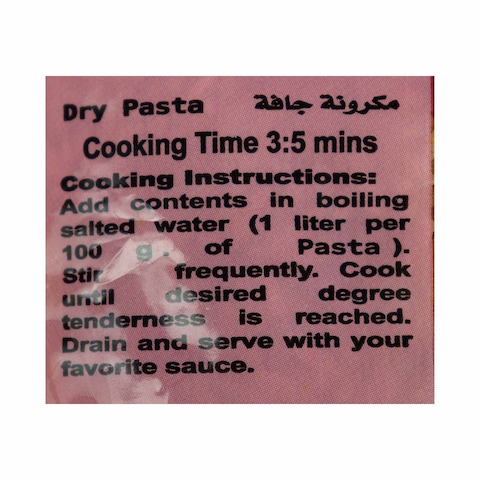 Dry Pasta مكرونة جافة
Cooking Time 3:5 mins
Cooking Instructions:
Add contents in boiling
salted water (1 liter per
100 g. of Pasta).
Stir frequently. Cook
until desired degree
tenderness is reached.
Drain and serve with your
favorite sauce.